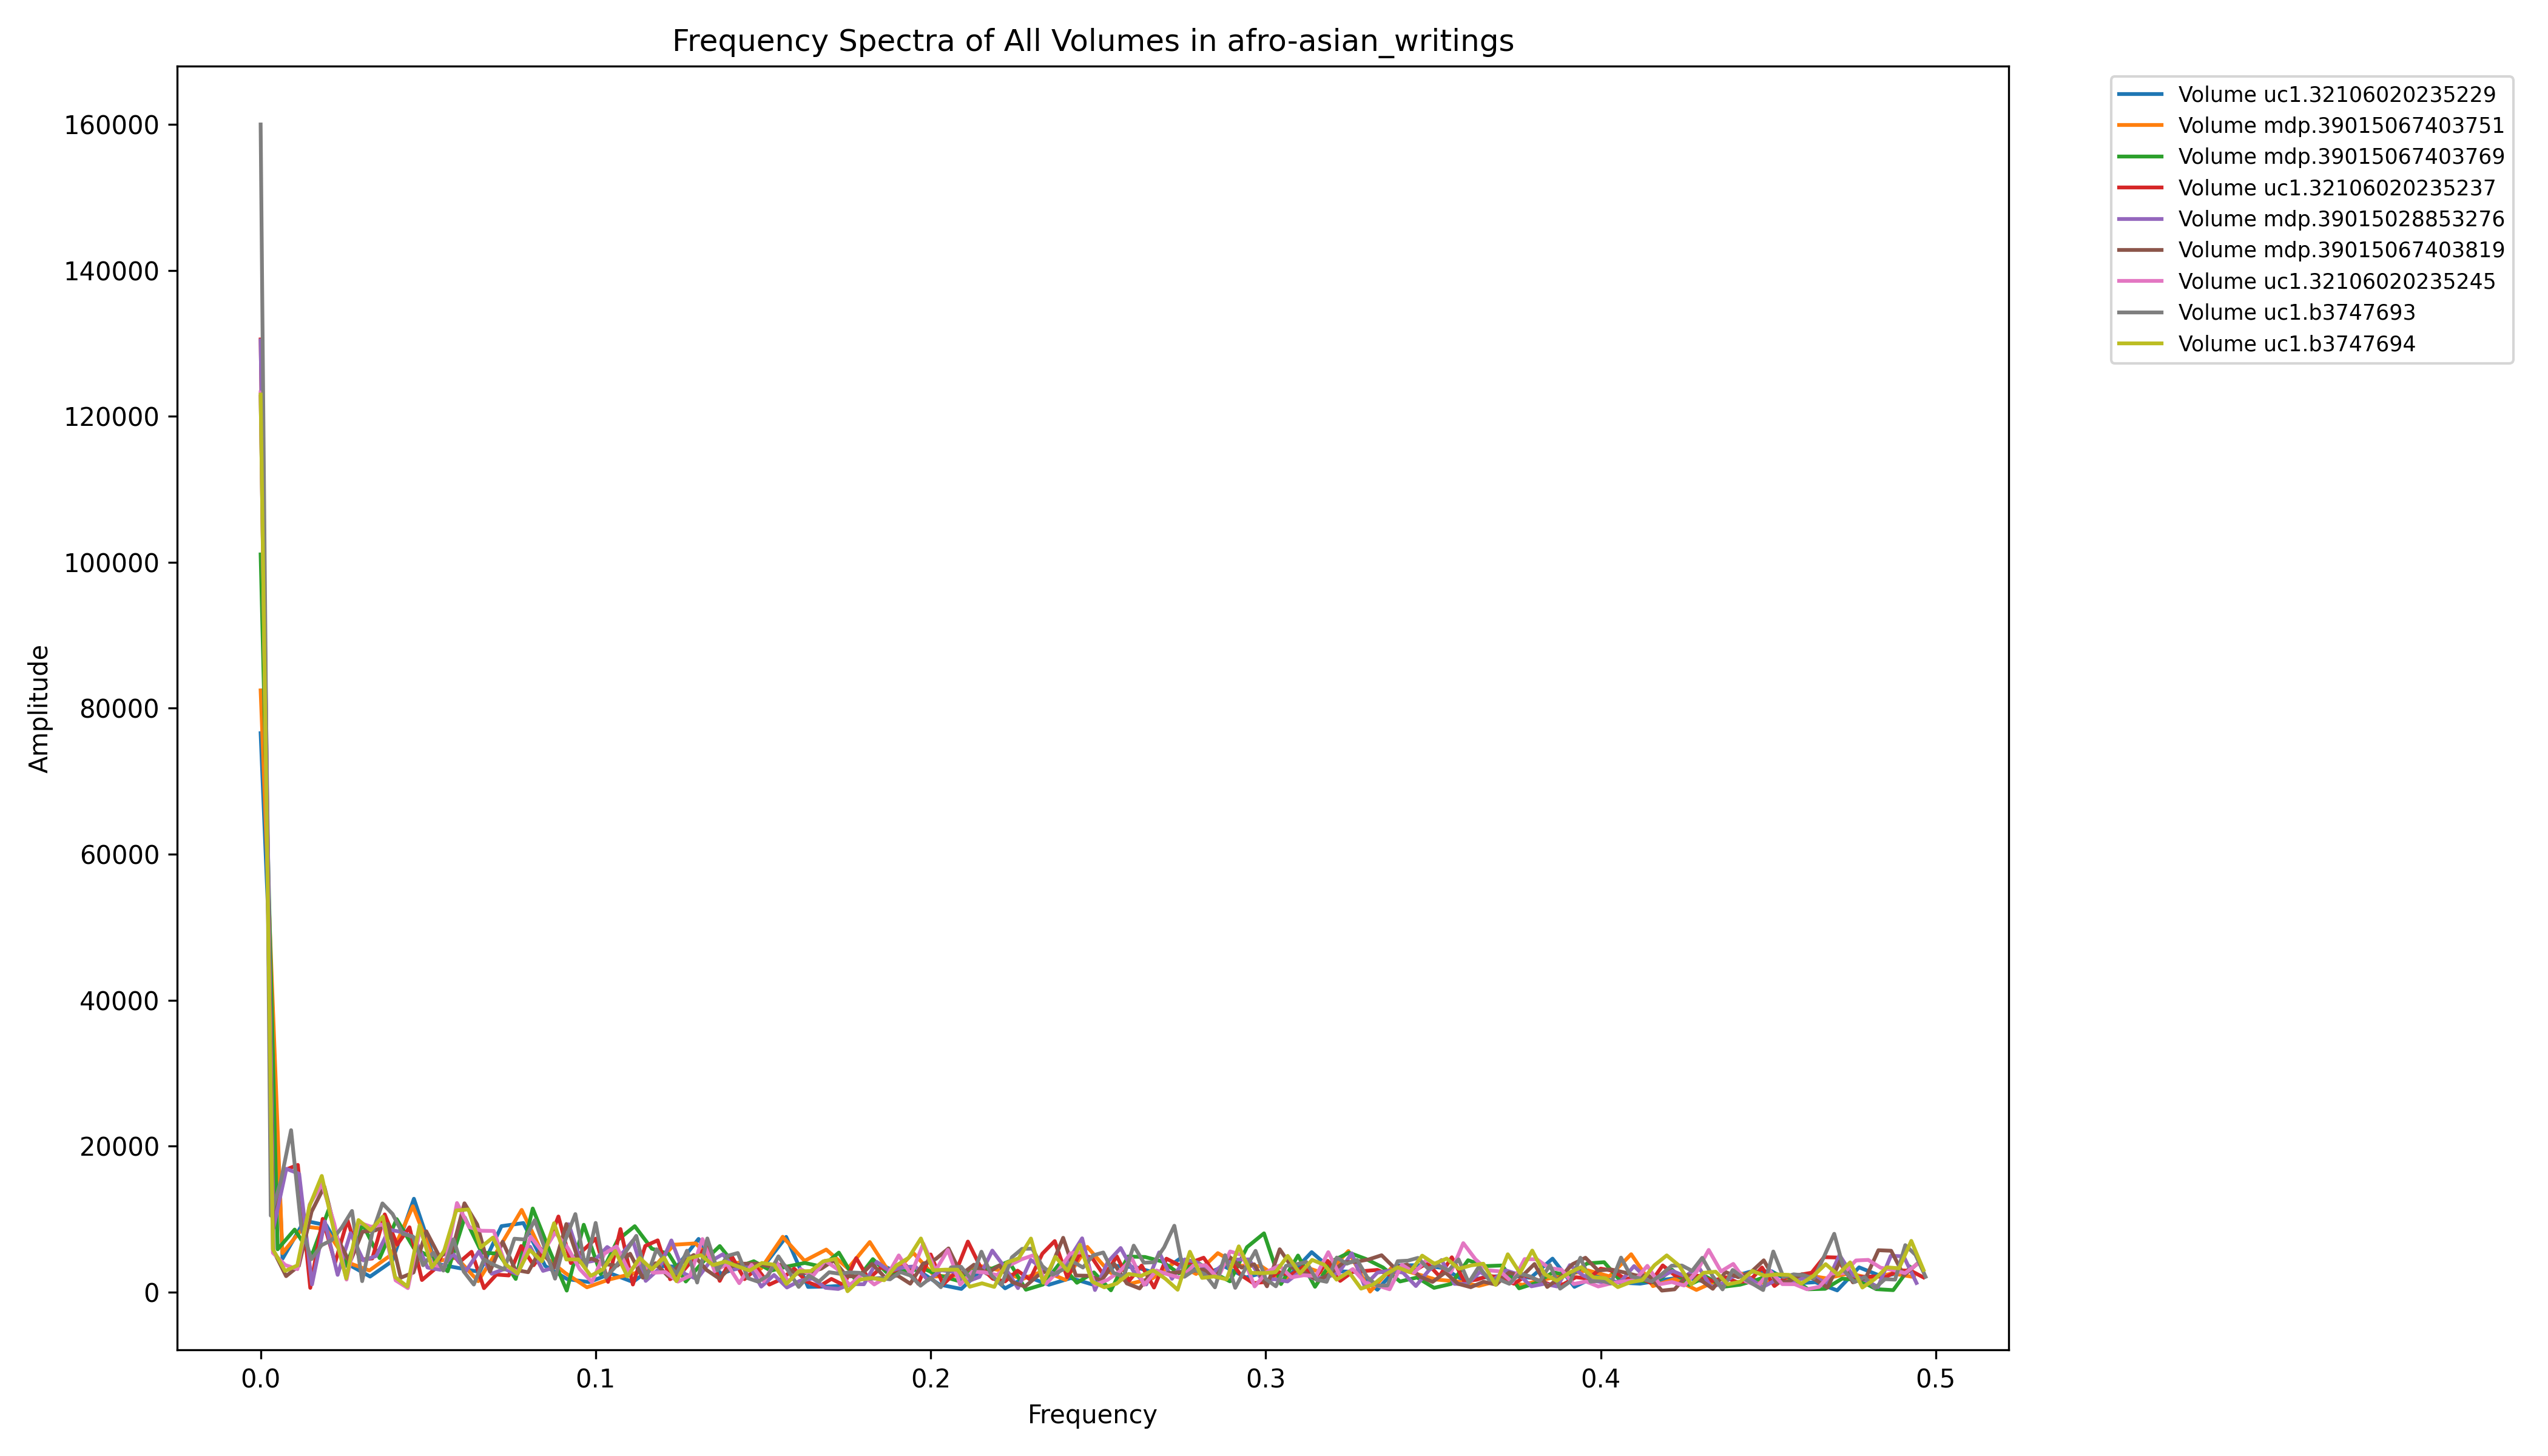 Frequency Spectra of All Volumes in afro-asian_writings
160000
140000
120000
100000
80000
60000
40000
20000
0
Amplitude
0.0
0.1
0.2
0.3
0.4
0.5
Frequency
Volume uc1.32106020235229
Volume mdp.39015067403751
Volume mdp.39015067403769
Volume uc1.32106020235237
Volume mdp.39015028853276
Volume mdp.39015067403819
Volume uc1.32106020235245
Volume uc1.b3747693
Volume uc1.b3747694